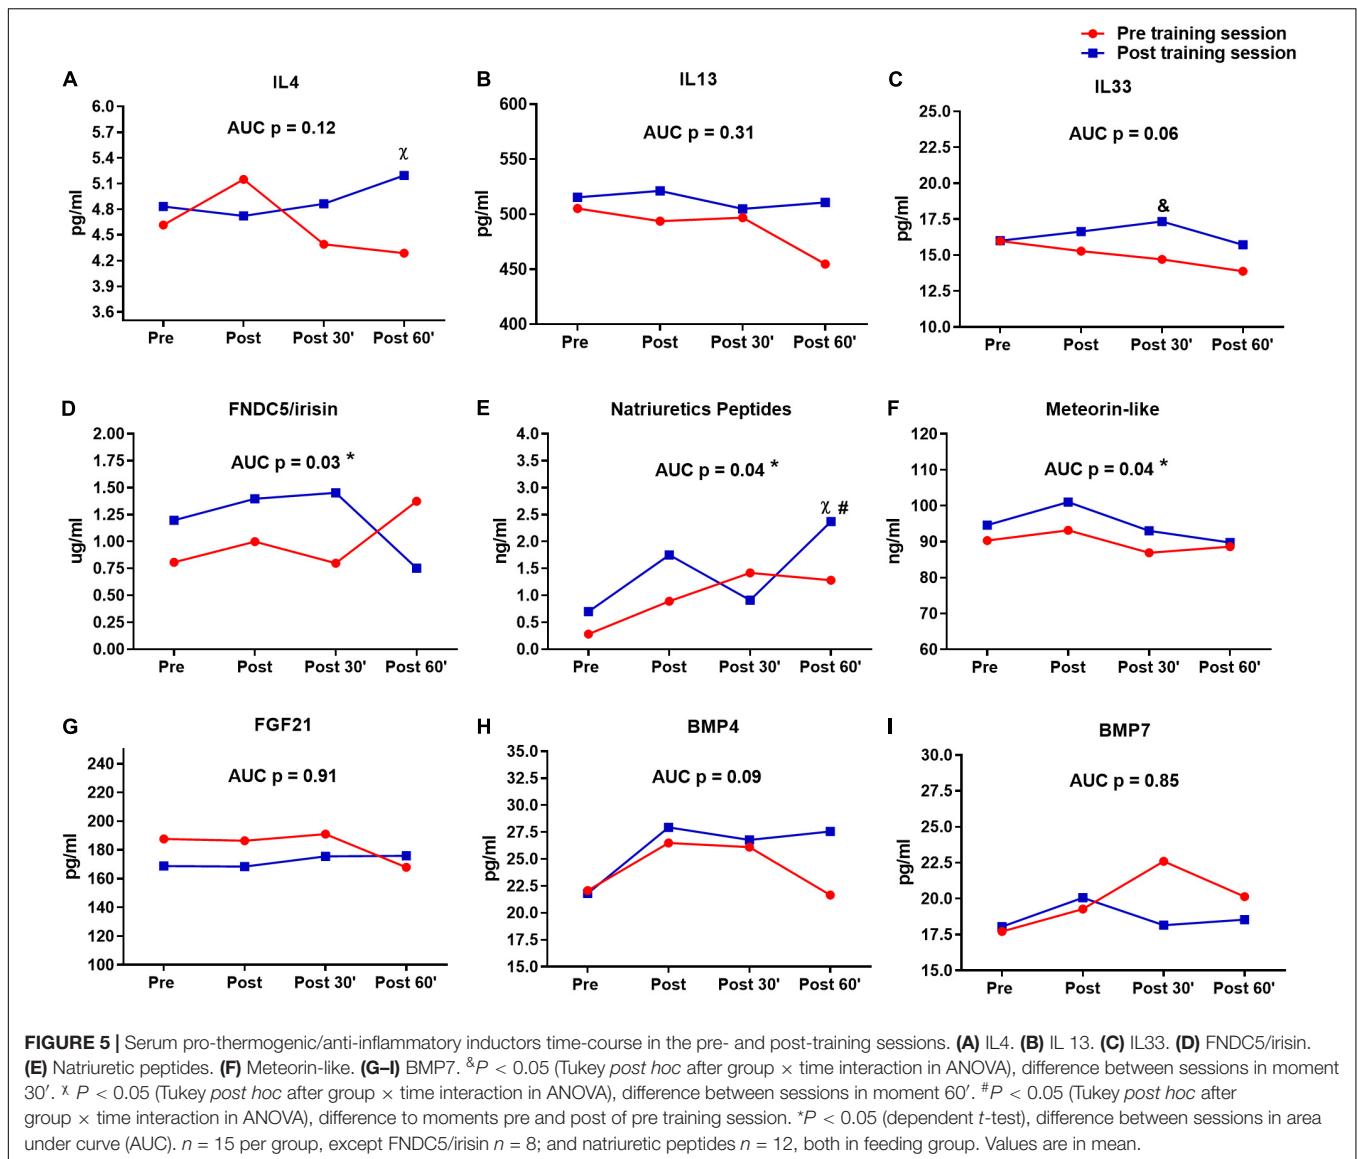 Pre training session
Post training session
A
IL4
AUC p = 0.12
χ
6.0
5.7
5.4
5.1
4.8
4.5
4.2
3.9
3.6
pg/ml
Pre Post Post 30' Post 60'
B
IL13
AUC p = 0.31
600
550
500
450
400
pg/ml
Pre Post Post 30' Post 60'
C
IL33
AUC p = 0.06
&
25.0
22.5
20.0
17.5
15.0
12.5
10.0
pg/ml
Pre Post Post 30' Post 60'
D
FNDC5/irisin
AUC p = 0.03 *
2.00
1.75
1.50
1.25
1.00
0.75
0.50
0.25
0.00
ug/ml
Pre Post Post 30' Post 60'
E
Natriuretics Peptides
AUC p = 0.04 *
χ #
4.0
3.5
3.0
2.5
2.0
1.5
1.0
0.5
0.0
ng/ml
Pre Post Post 30' Post 60'
F
Meteorin-like
AUC p = 0.04 *
120
110
100
90
80
70
60
ng/ml
Pre Post Post 30' Post 60'
G
FGF21
AUC p = 0.91
240
220
200
180
160
140
120
100
pg/ml
Pre Post Post 30' Post 60'
H
BMP4
AUC p = 0.09
35.0
32.5
30.0
27.5
25.0
22.5
20.0
17.5
15.0
pg/ml
Pre Post Post 30' Post 60'
I
BMP7
AUC p = 0.85
30.0
27.5
25.0
22.5
20.0
17.5
15.0
pg/ml
Pre Post Post 30' Post 60'
FIGURE 5 | Serum pro-thermogenic/anti-inflammatory inductors time-course in the pre- and post-training sessions. (A) IL4. (B) IL 13. (C) IL33. (D) FNDC5/irisin.
(E) Natriuretic peptides. (F) Meteorin-like. (G–I) BMP7. &P < 0.05 (Tukey post hoc after group × time interaction in ANOVA), difference between sessions in moment
30′. χ P < 0.05 (Tukey post hoc after group × time interaction in ANOVA), difference between sessions in moment 60′. #P < 0.05 (Tukey post hoc after
group × time interaction in ANOVA), difference to moments pre and post of pre training session. *P < 0.05 (dependent t-test), difference between sessions in area
under curve (AUC). n = 15 per group, except FNDC5/irisin n = 8; and natriuretic peptides n = 12, both in feeding group. Values are in mean.